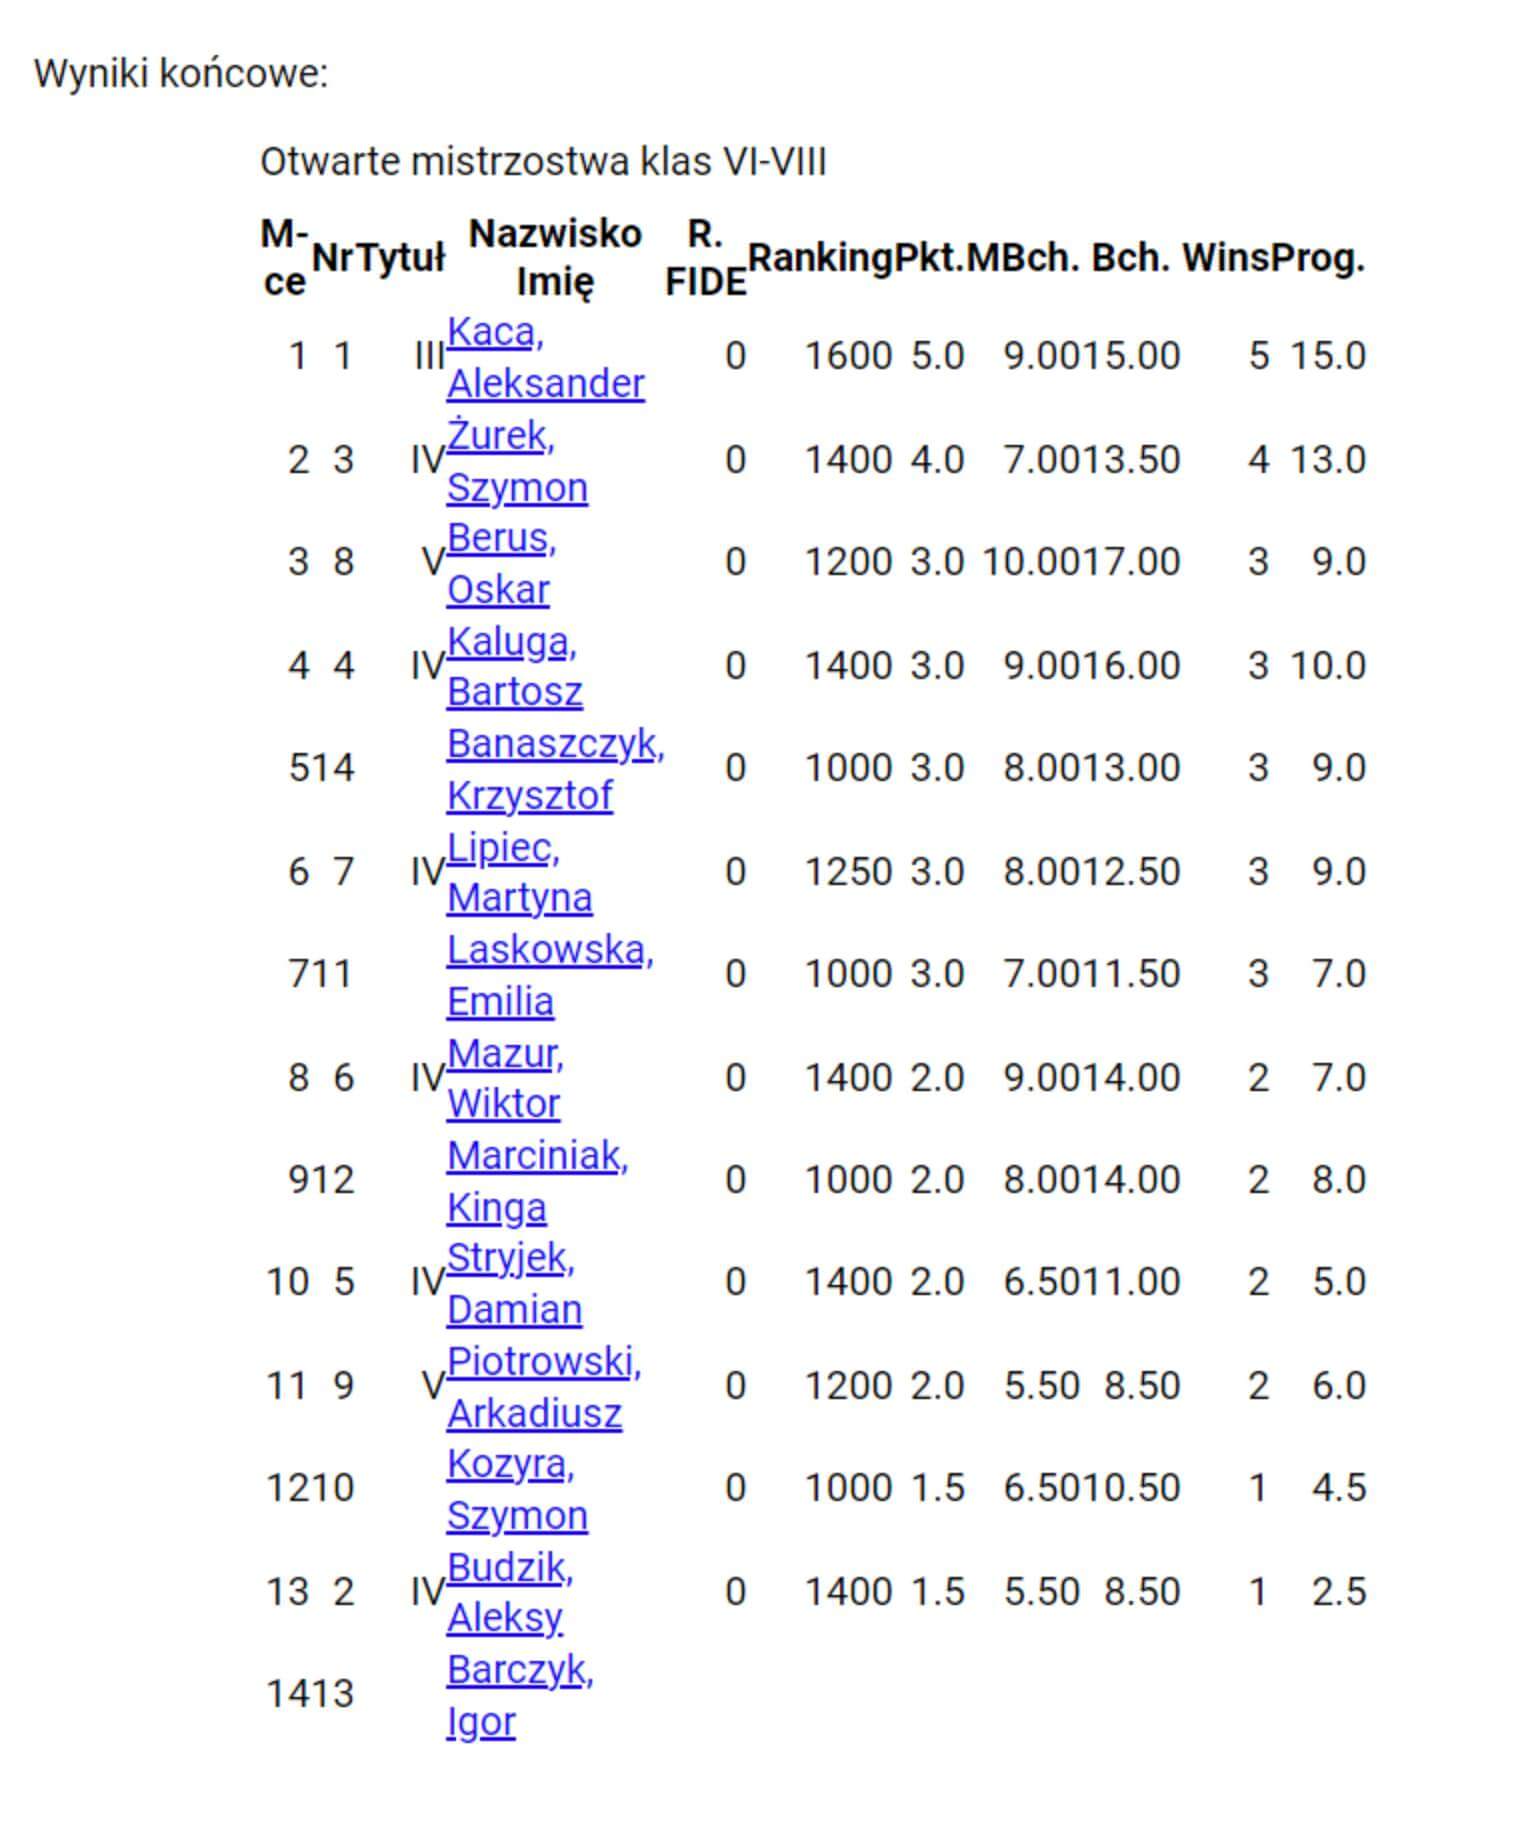 Wyniki końcowe:
Otwarte mistrzostwa klas VI-VIII
M-ce Nr Tytuł Nazwisko Imię R. FIDE Ranking Pkt. MBch. Bch. Wins Prog.
1 1 III Kaca, Aleksander 0 1600 5.0 9.00 15.00 5 15.0
2 3 IV Żurek, Szymon 0 1400 4.0 7.00 13.50 4 13.0
3 8 V Berus, Oskar 0 1200 3.0 10.00 17.00 3 9.0
4 4 IV Kaluga, Bartosz 0 1400 3.0 9.00 16.00 3 10.0
5 14 Banaszczyk, Krzysztof 0 1000 3.0 8.00 13.00 3 9.0
6 7 IV Lipiec, Martyna 0 1250 3.0 8.00 12.50 3 9.0
7 11 Laskowska, Emilia 0 1000 3.0 7.00 11.50 3 7.0
8 6 IV Mazur, Wiktor 0 1400 2.0 9.00 14.00 2 7.0
9 12 Marciniak, Kinga 0 1000 2.0 8.00 14.00 2 8.0
10 5 IV Stryjek, Damian 0 1400 2.0 6.50 11.00 2 5.0
11 9 V Piotrowski, Arkadiusz 0 1200 2.0 5.50 8.50 2 6.0
12 10 Kozyra, Szymon 0 1000 1.5 6.50 10.50 1 4.5
13 2 IV Budzik, Aleksy 0 1400 1.5 5.50 8.50 1 2.5
14 13 Barczyk, Igor